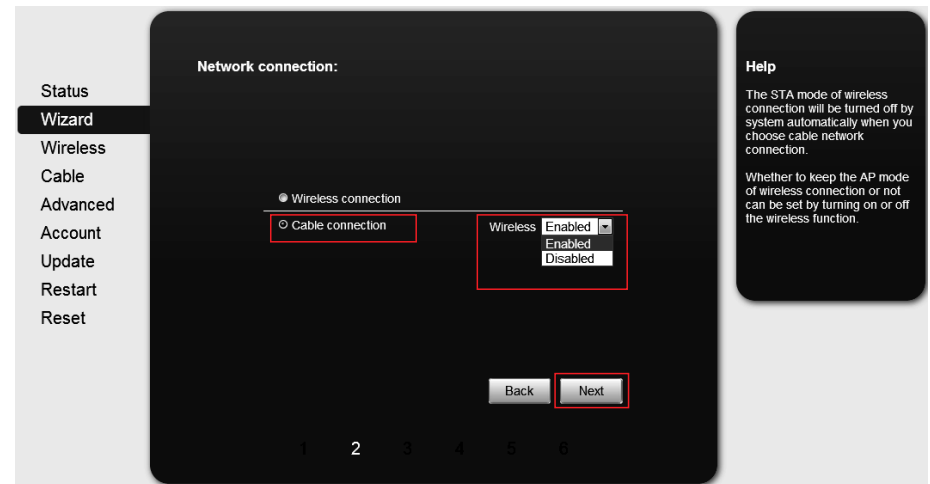 Status
Wizard
Wireless
Cable
Advanced
Account
Update
Restart
Reset
Network connection:
Wireless connection
Cable connection
Wireless Enabled
Enabled
Disabled
Back Next
1 2 3 4 5 6
Help
The STA mode of wireless
connection will be turned off by
system automatically when you
choose cable network
connection.
Whether to keep the AP mode
of wireless connection or not
can be set by turning on or off
the wireless function.